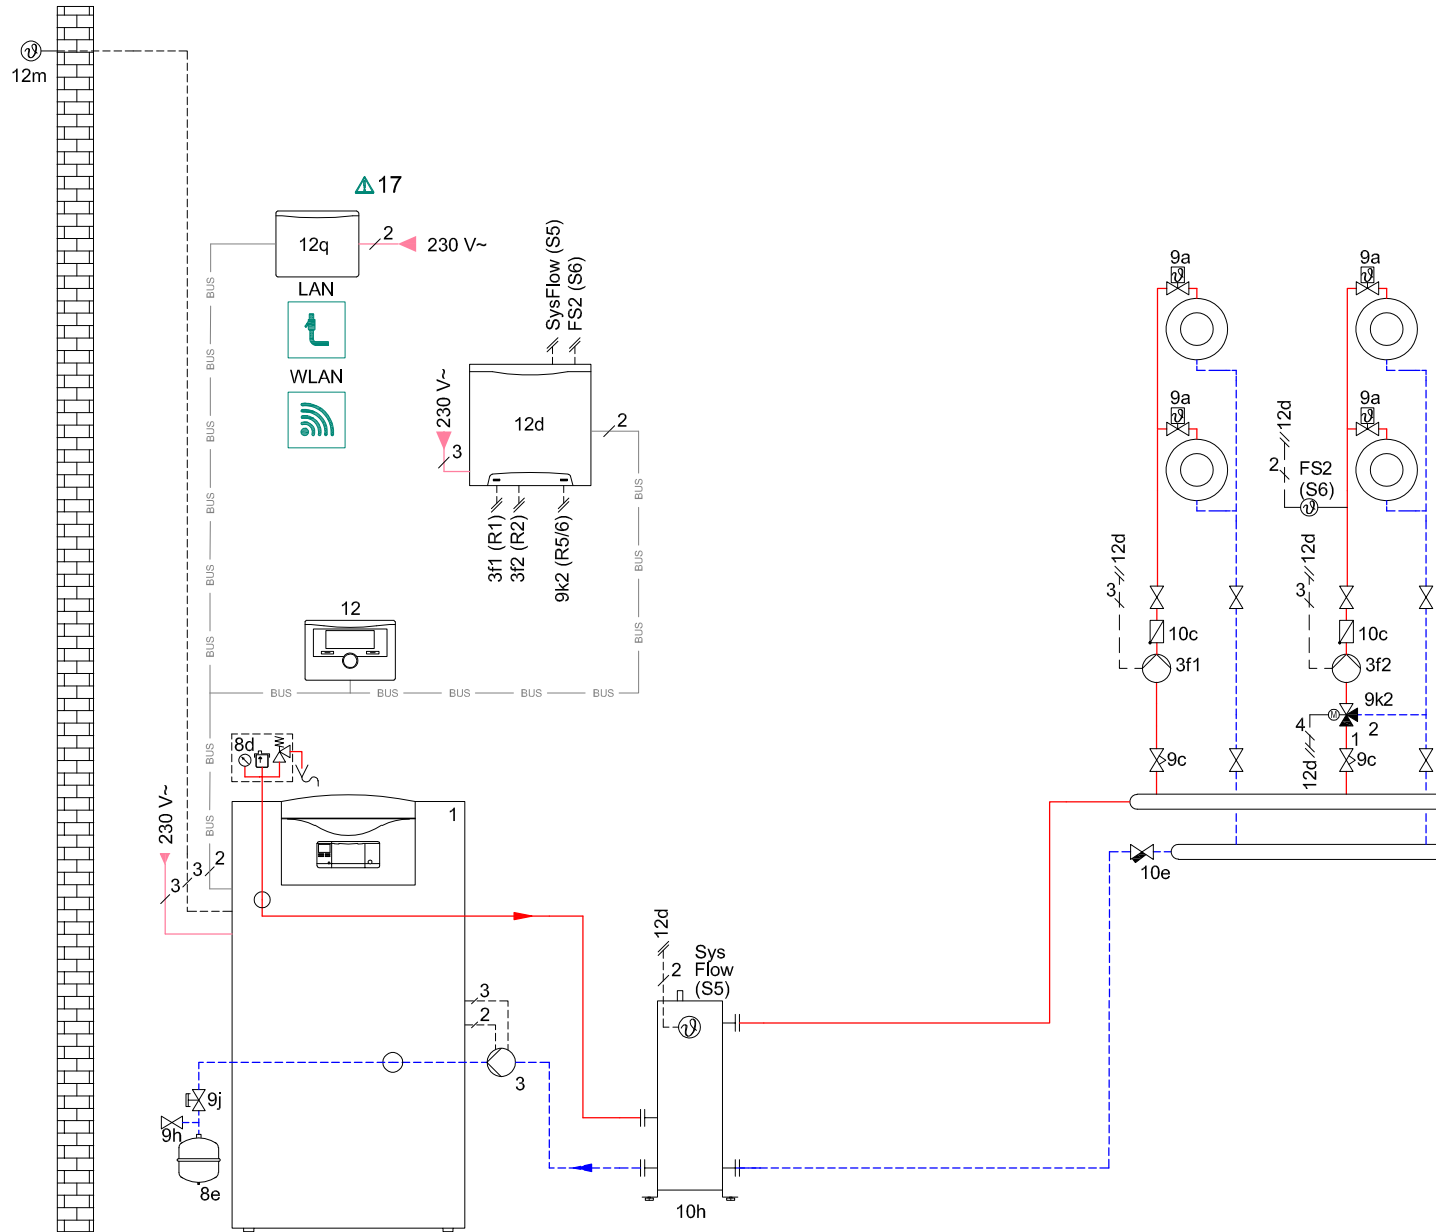 12m
17
12q
2
230 V~
LAN
WLAN
BUS
BUS
BUS
BUS
BUS
BUS
BUS
SysFlow (S5)
FS2 (S6)
230 V~
3
12d
2
3f1 (R1)
3f2 (R2)
9k2 (R5/6)
BUS
BUS
BUS
12
BUS
BUS
BUS
BUS
BUS
9a
9a
9a
9a
12d
2
FS2
(S6)
12d
3
12d
3
10c
10c
3f1
3f2
9k2
4
M
2
1
12d
9c
9c
10e
8d
1
230 V~
3
3
2
12d
2
Sys
Flow
(S5)
3
2
3
9j
9h
8e
10h